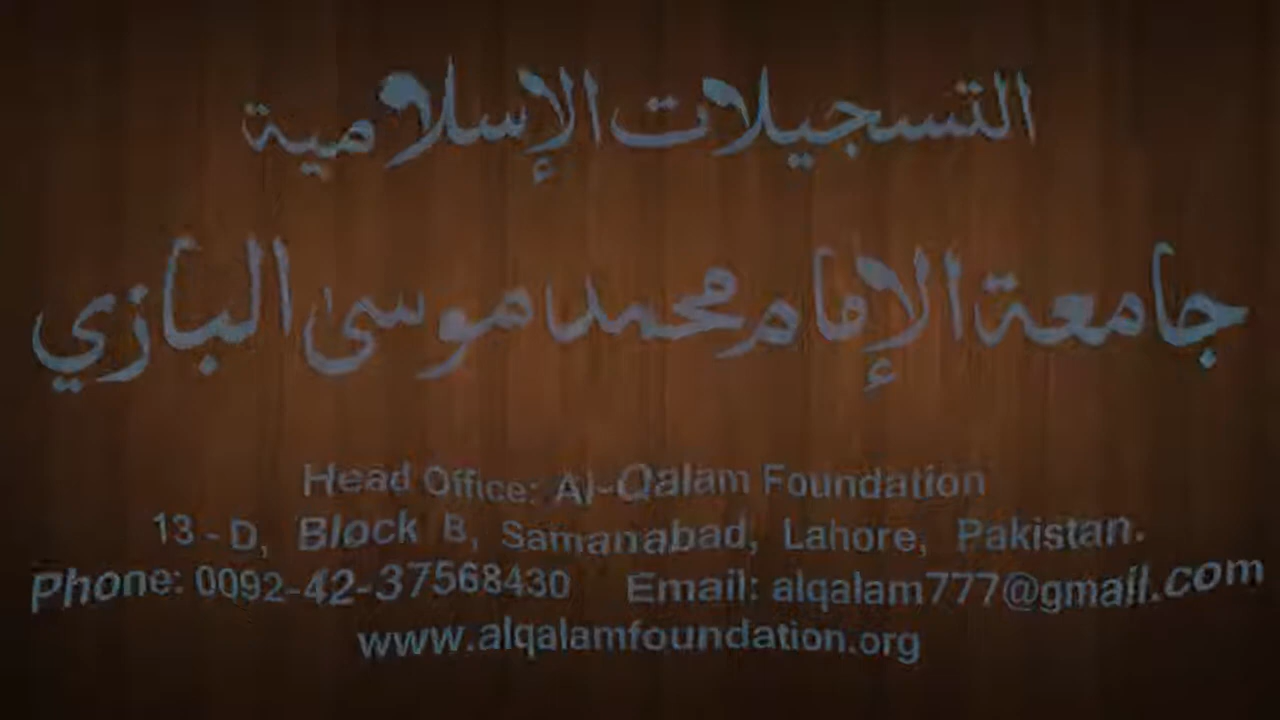 التسجيلات الإسلامية
جامعة الإمام محمد موسى البازي
Head Office: Al-Qalam Foundation
13 - D, Block B, Samanabad, Lahore, Pakistan.
Phone: 0092-42-37568430 Email: alqalam777@gmail.com
www.alqalamfoundation.org